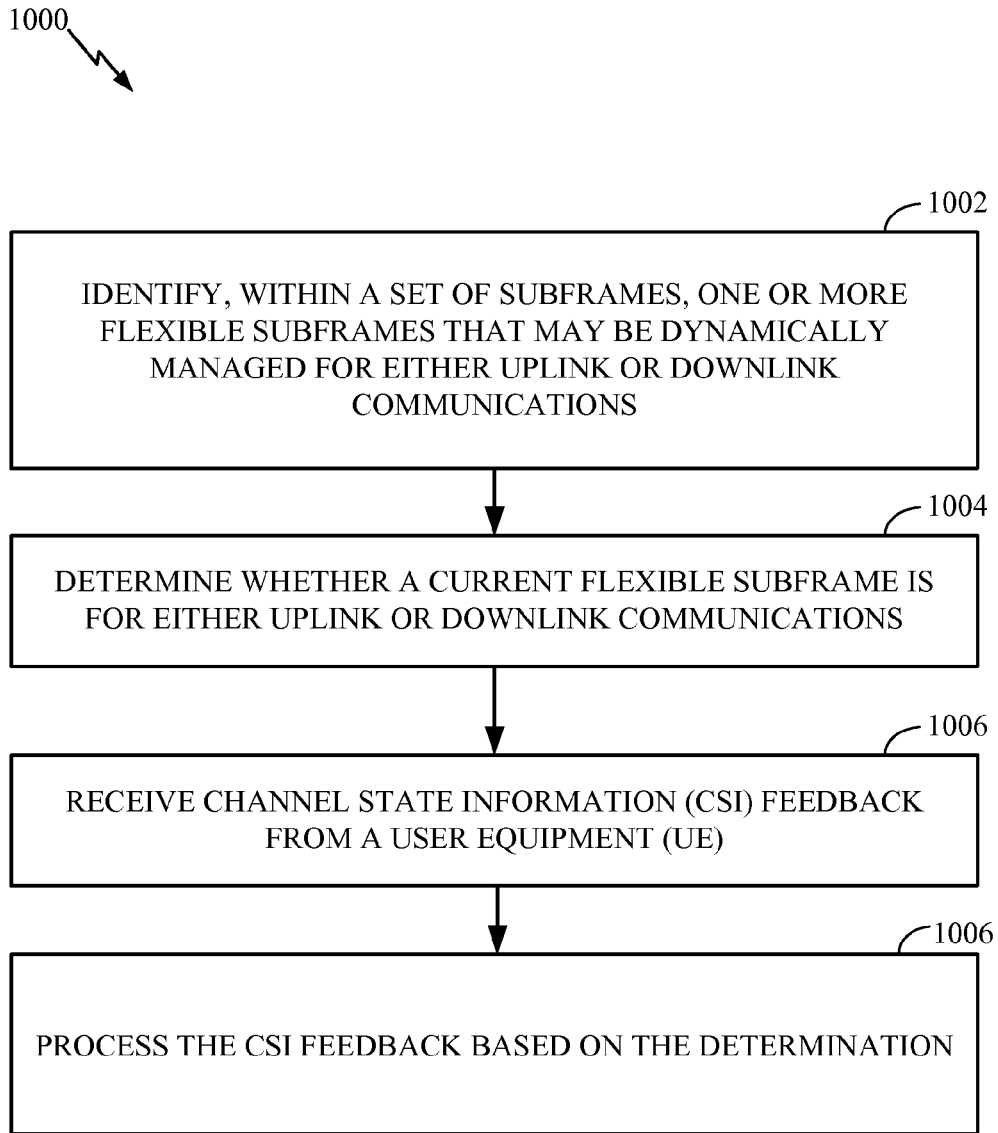 1000
1002
IDENTIFY, WITHIN A SET OF SUBFRAMES, ONE OR MORE
FLEXIBLE SUBFRAMES THAT MAY BE DYNAMICALLY
MANAGED FOR EITHER UPLINK OR DOWNLINK
COMMUNICATIONS
1004
DETERMINE WHETHER A CURRENT FLEXIBLE SUBFRAME IS
FOR EITHER UPLINK OR DOWNLINK COMMUNICATIONS
1006
RECEIVE CHANNEL STATE INFORMATION (CSI) FEEDBACK
FROM A USER EQUIPMENT (UE)
1006
PROCESS THE CSI FEEDBACK BASED ON THE DETERMINATION